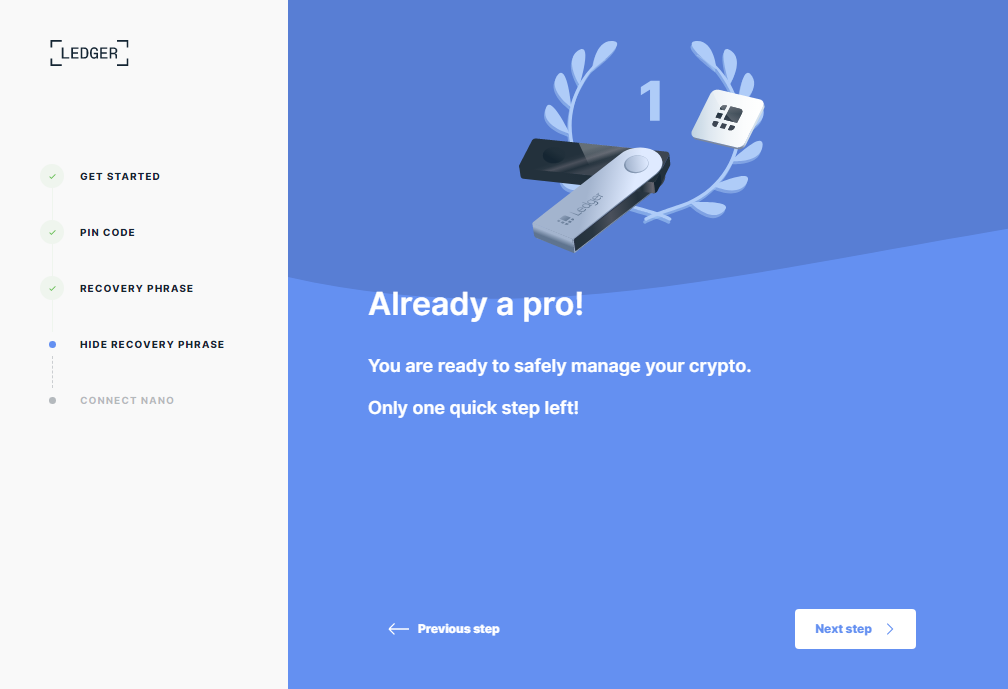 LEDGER
GET STARTED
PIN CODE
RECOVERY PHRASE
HIDE RECOVERY PHRASE
CONNECT NANO
1
Ledger
Already a pro!
You are ready to safely manage your crypto.
Only one quick step left!
Previous step
Next step